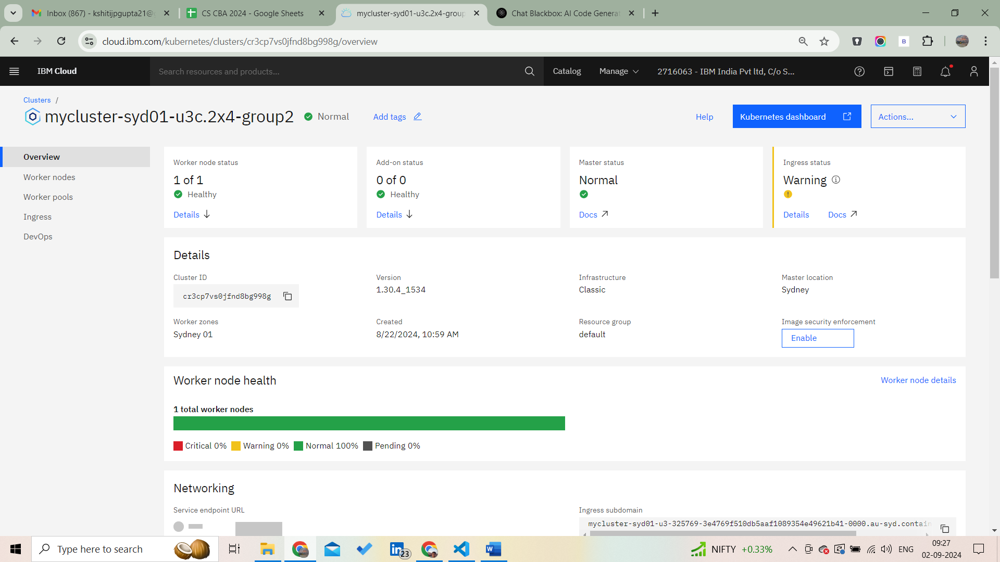 Inbox (867) - kshitijpgupta21@g
CS CBA 2024 - Google Sheets
mycluster-syd01-u3c.2x4-group
Chat Blackbox: AI Code Generat
cloud.ibm.com/kubernetes/clusters/cr3cp7vs0jfnd8bg998g/overview
B
IBM Cloud
Search resources and products...
Catalog
Manage
2716063 - IBM India Pvt ltd, C/o S...
Clusters /
mycluster-syd01-u3c.2x4-group2
Normal
Add tags
Help
Kubernetes dashboard
Actions...
Overview
Worker nodes
Worker pools
Ingress
DevOps
Worker node status
1 of 1
Healthy
Details
Add-on status
0 of 0
Healthy
Details
Master status
Normal
Docs
Ingress status
Warning
Details
Docs
Details
Cluster ID
cr3cp7vs0jfnd8bg998g
Version
1.30.4_1534
Infrastructure
Classic
Master location
Sydney
Worker zones
Sydney 01
Created
8/22/2024, 10:59 AM
Resource group
default
Image security enforcement
Enable
Worker node health
Worker node details
1 total worker nodes
Critical 0%
Warning 0%
Normal 100%
Pending 0%
Networking
Service endpoint URL
Ingress subdomain
mycluster-syd01-u3-325769-3e4769f510db5aaf1089354e49621b41-0000.au-syd.contain
Type here to search
23
NIFTY +0.33%
ENG
09:27
02-09-2024